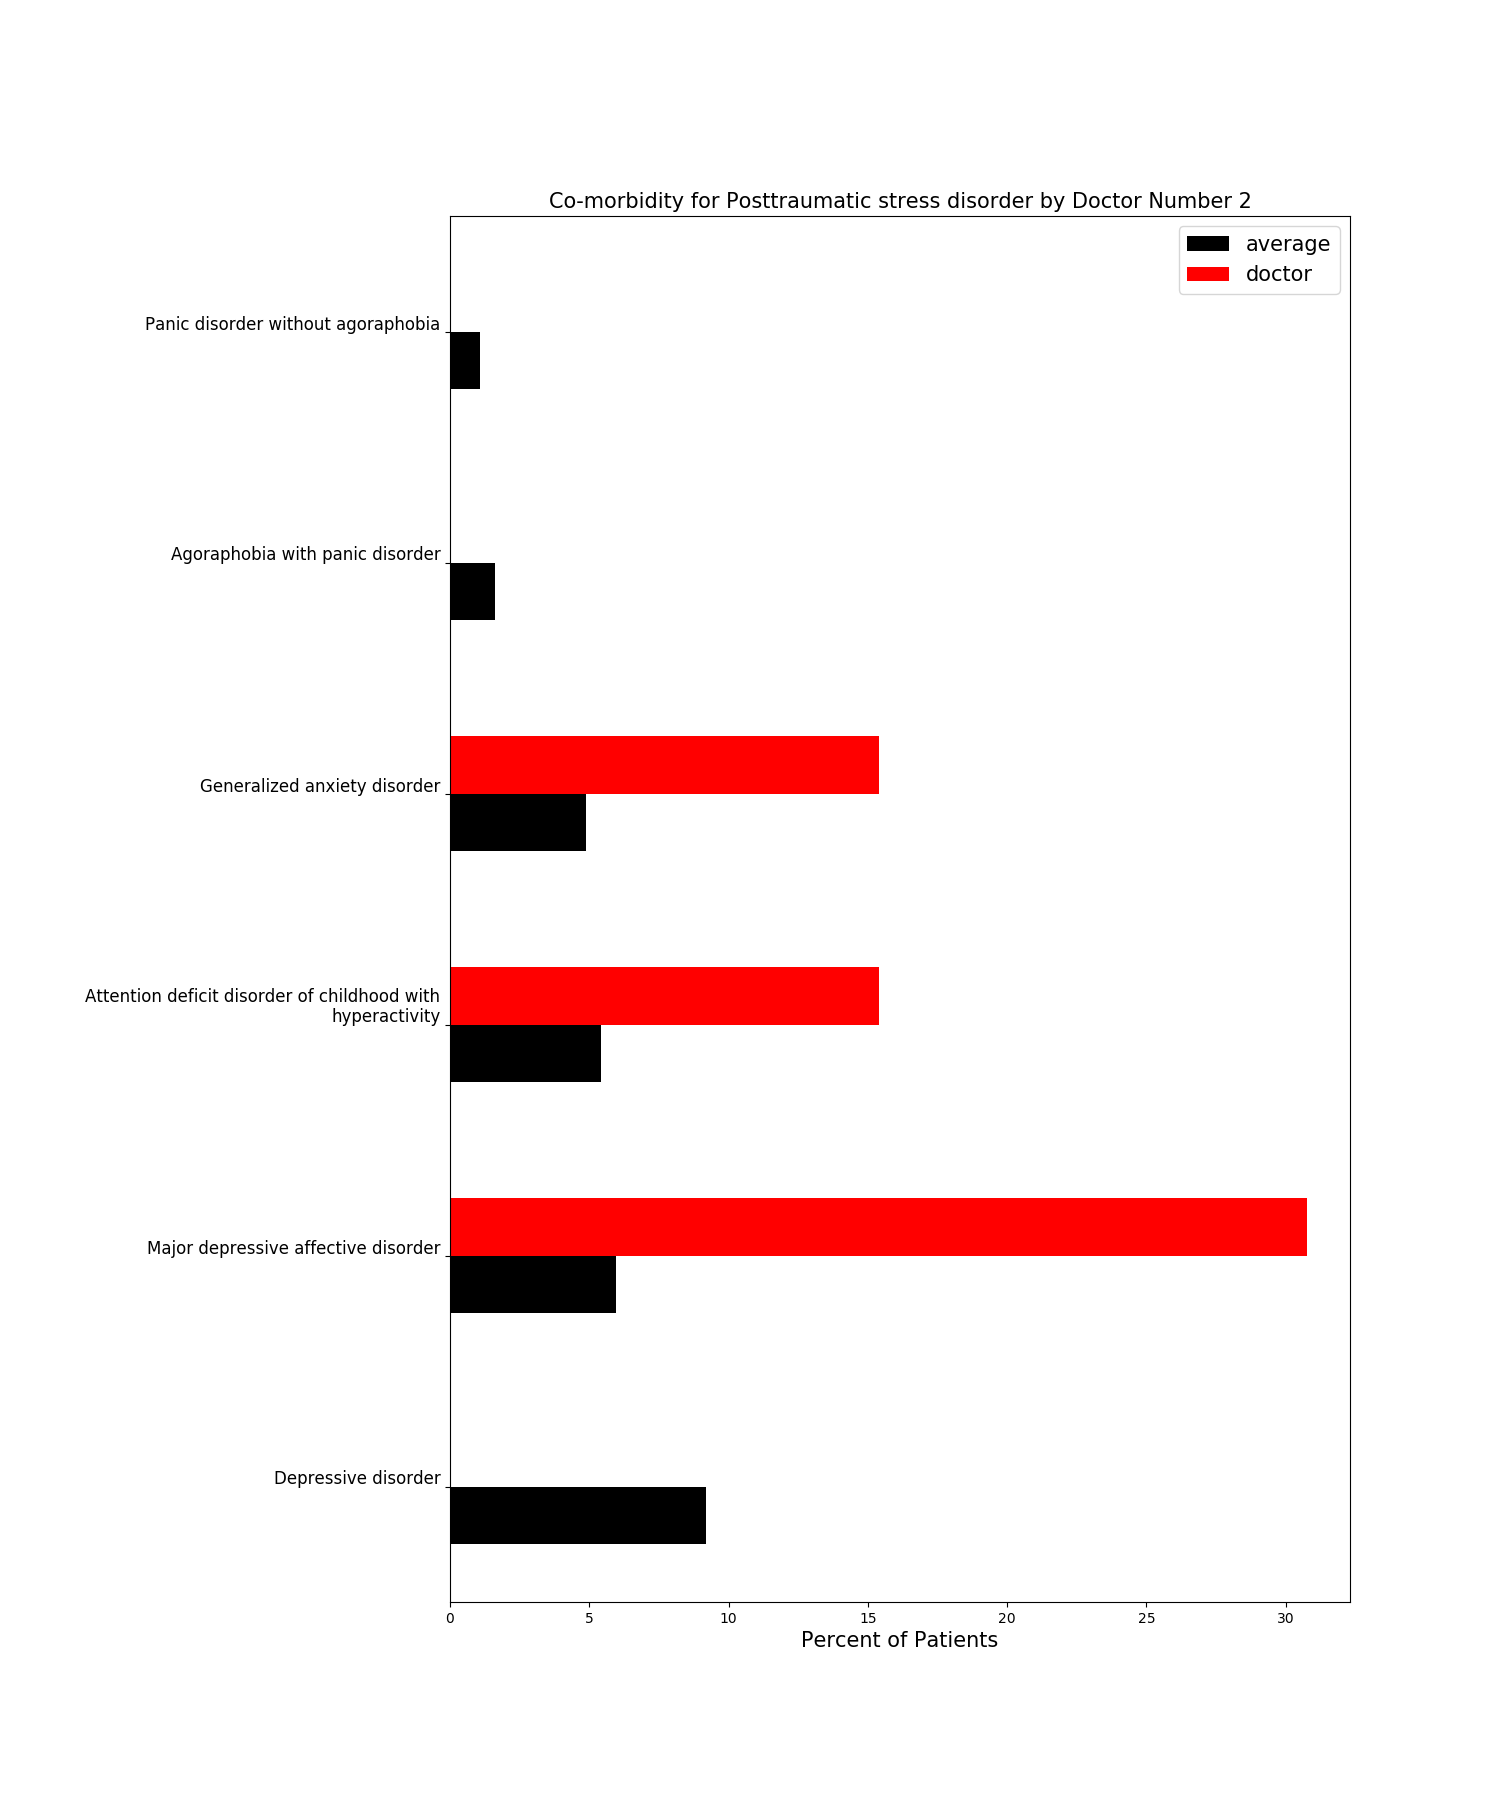 Co-morbidity for Posttraumatic stress disorder by Doctor Number 2
average
doctor
Panic disorder without agoraphobia
Agoraphobia with panic disorder
Generalized anxiety disorder
Attention deficit disorder of childhood with
hyperactivity
Major depressive affective disorder
Depressive disorder
0 5 10 15 20 25 30
Percent of Patients